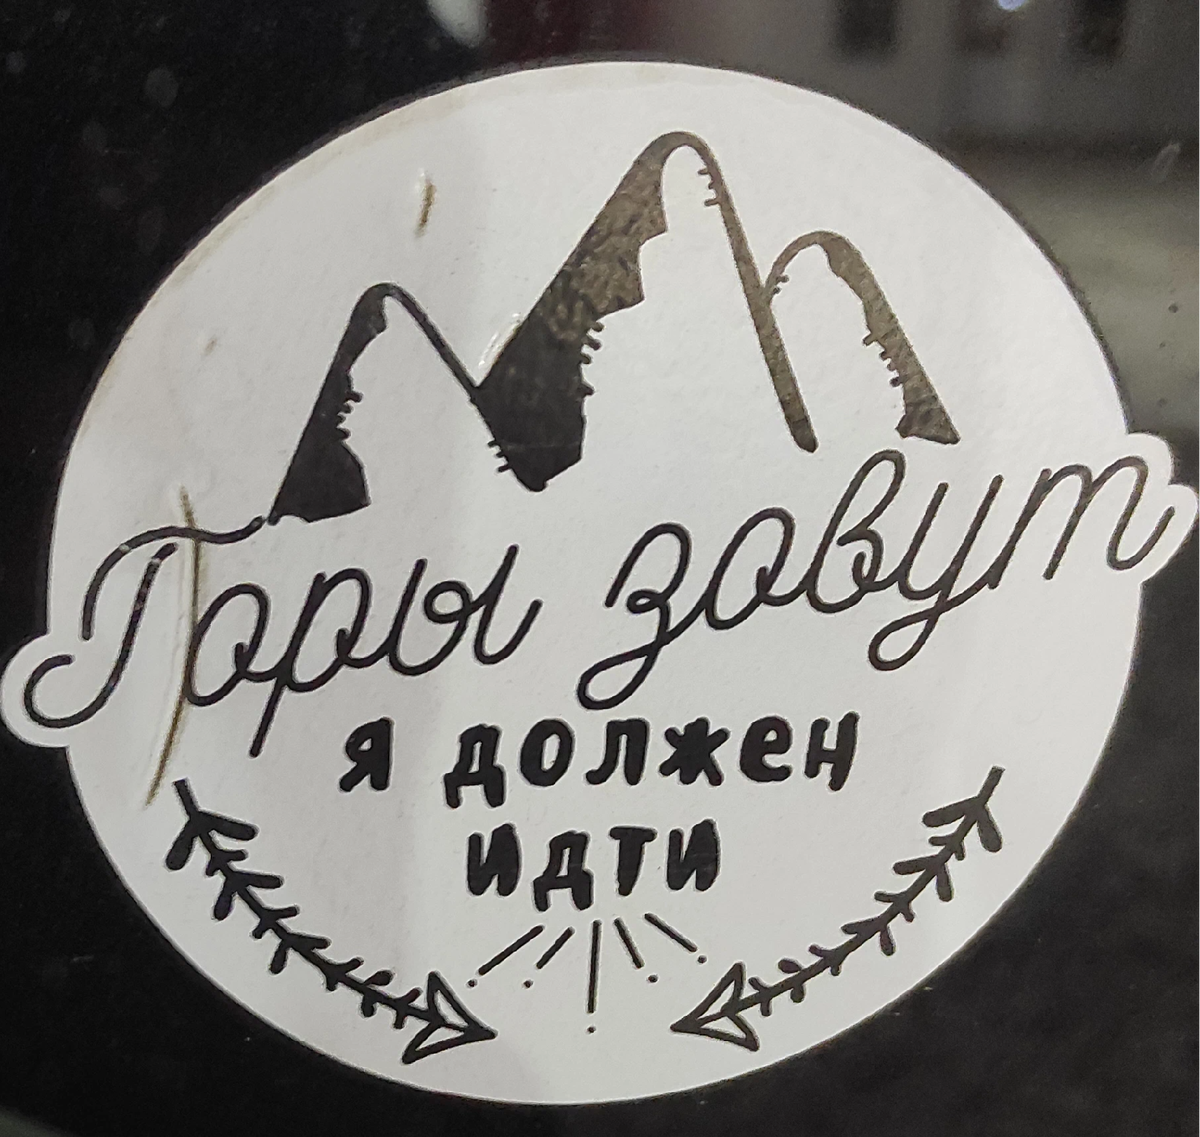 Горы зовут
я должен
идти